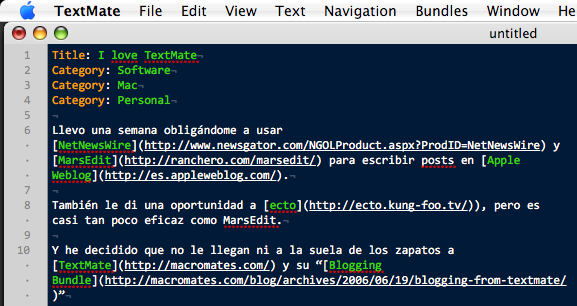 TextMate File Edit View Text Navigation Bundles Window H
untitled
1 Title: I love TextMate¬
2 Category: Software¬
3 Category: Mac¬
4 Category: Personal¬
5 ¬
6 Llevo una semana obligándome a usar
[NetNewsWire](http://www.newsgator.com/NGOLProduct.aspx?ProdID=NetNewsWire) y
[MarsEdit](http://ranchero.com/marsedit/) para escribir posts en [Apple
Weblog](http://es.appleweblog.com/).¬
7 ¬
8 También le di una oportunidad a [ecto](http://ecto.kung-foo.tv/)), pero es
casi tan poco eficaz como MarsEdit.¬
9 ¬
10 Y he decidido que no le llegan ni a la suela de los zapatos a
[TextMate](http://macromates.com/) y su “[Blogging
Bundle](http://macromates.com/blog/archives/2006/06/19/blogging-from-textmate/
)”¬